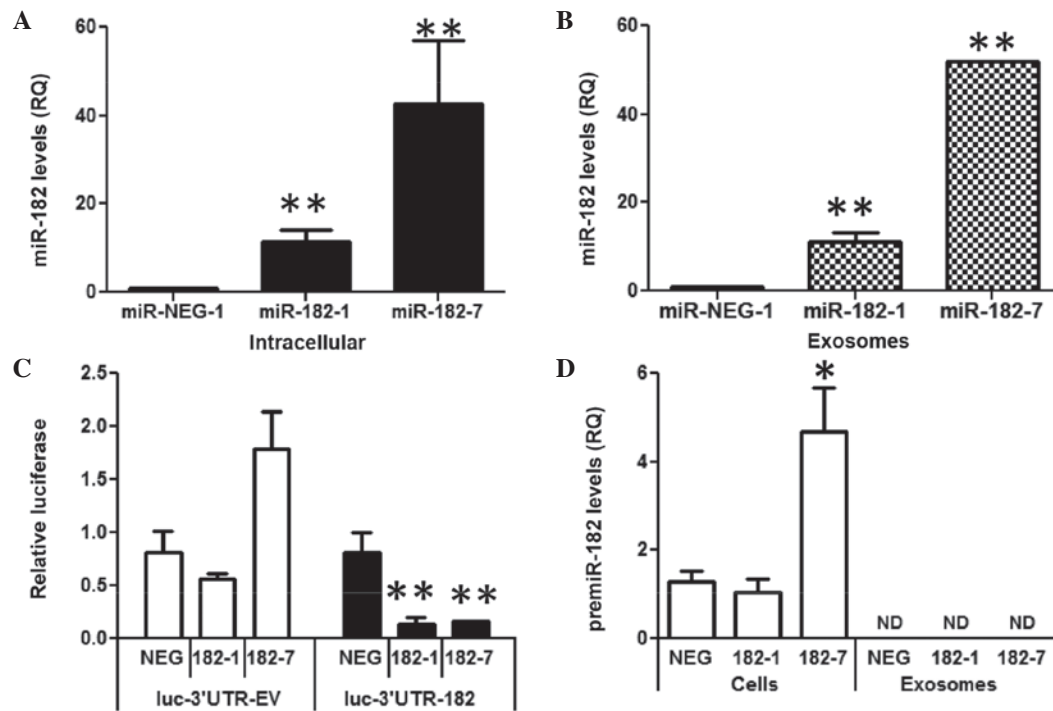 A
miR-182 levels (RQ)
60
40
20
0
**
**
miR-NEG-1 miR-182-1 miR-182-7
Intracellular
B
miR-182 levels (RQ)
60
40
20
0
**
**
miR-NEG-1 miR-182-1 miR-182-7
Exosomes
C
Relative luciferase
2.5
2.0
1.5
1.0
0.5
0.0
** **
NEG 182-1 182-7 NEG 182-1 182-7
luc-3'UTR-EV luc-3'UTR-182
D
premiR-182 levels (RQ)
6
4
2
0
*
ND ND ND
NEG 182-1 182-7 NEG 182-1 182-7
Cells Exosomes